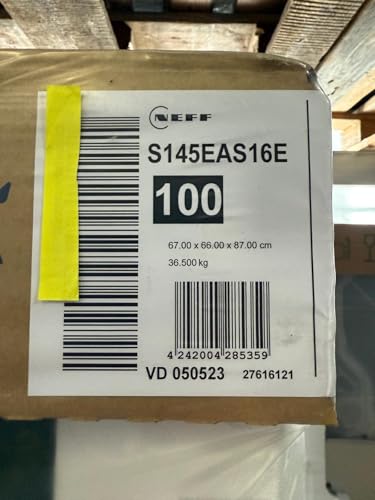 NEFF
S145EAS16E
100
67.00 x 66.00 x 87.00 cm
36.500 kg
4 242004 285359
VD 050523 27616121